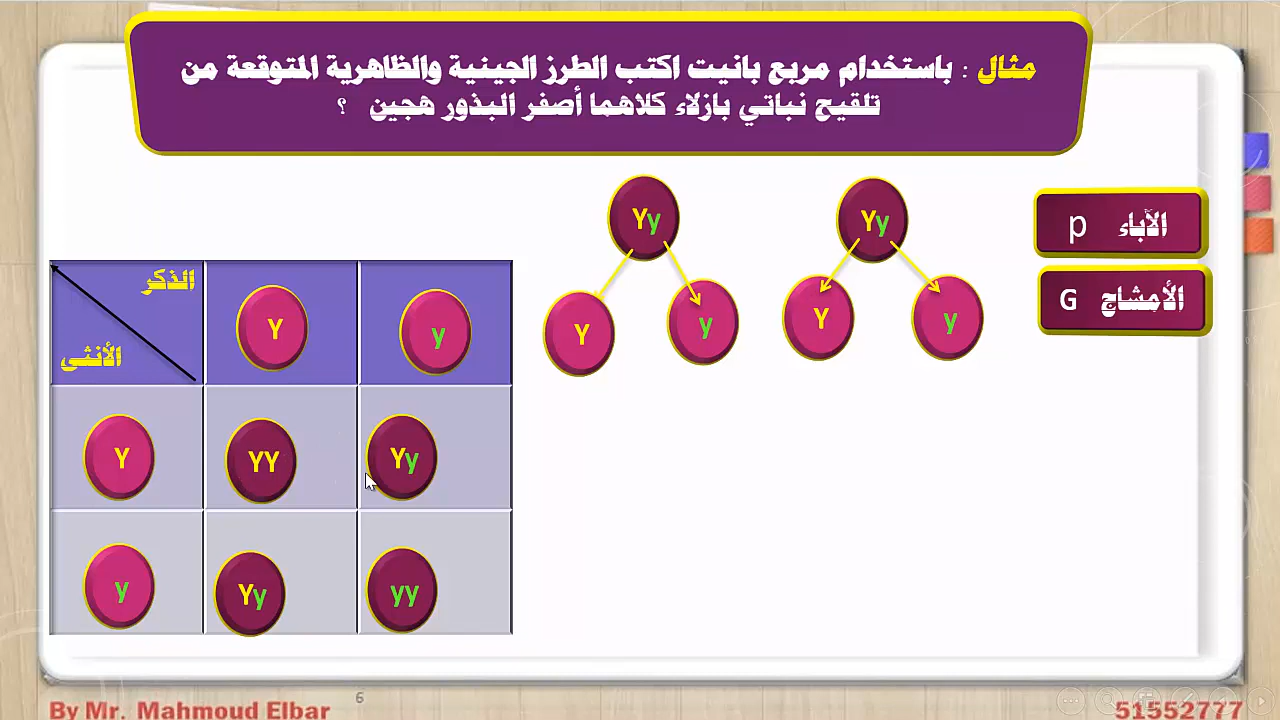 مثال : باستخدام مربع بانيت اكتب الطرز الجينية والظاهرية المتوقعة من
تلقيح نباتي بازلاء كلاهما أصفر البذور هجين ؟
الآباء p
Yy Yy
الأمشاج G
Y y Y y
الذكر
الأنثى
Y y
Y YY Yy
y Yy yy
6
By Mr. Mahmoud Elbar
51552777